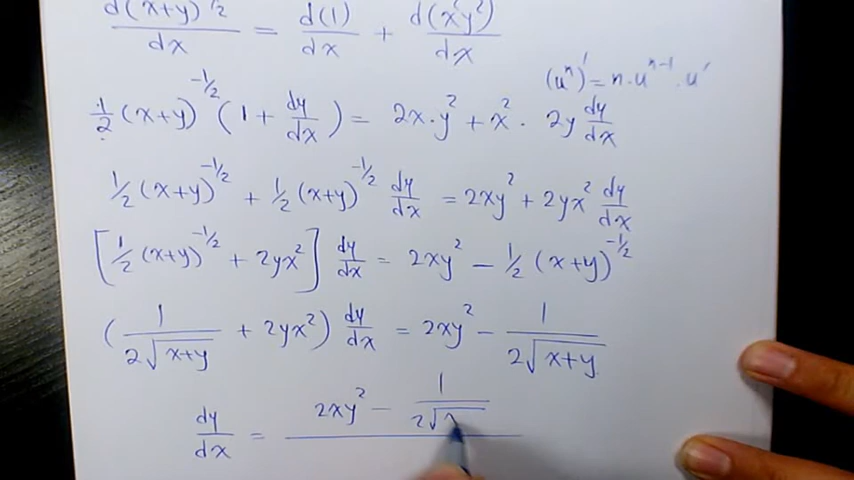 d(x+y)^1/2 / dx = d(1)/dx + d(x²y²)/dx
(uⁿ)' = n·u^(n-1)·u'
1/2 (x+y)^(-1/2) (1 + dy/dx) = 2x·y² + x²· 2y dy/dx
1/2 (x+y)^(-1/2) + 1/2 (x+y)^(-1/2) dy/dx = 2xy² + 2yx² dy/dx
[1/2 (x+y)^(-1/2) + 2yx²] dy/dx = 2xy² − 1/2 (x+y)^(-1/2)
(1/(2√(x+y)) + 2yx²) dy/dx = 2xy² − 1/(2√(x+y))
dy/dx = 2xy² − 1/(2√x